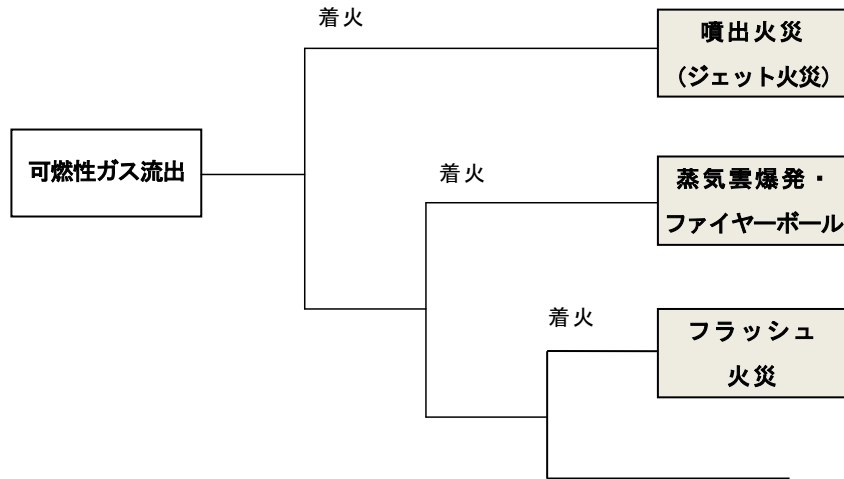 着火
噴出火災
(ジェット火災)
可燃性ガス流出
着火
蒸気雲爆発・
ファイヤーボール
着火
フラッシュ
火災